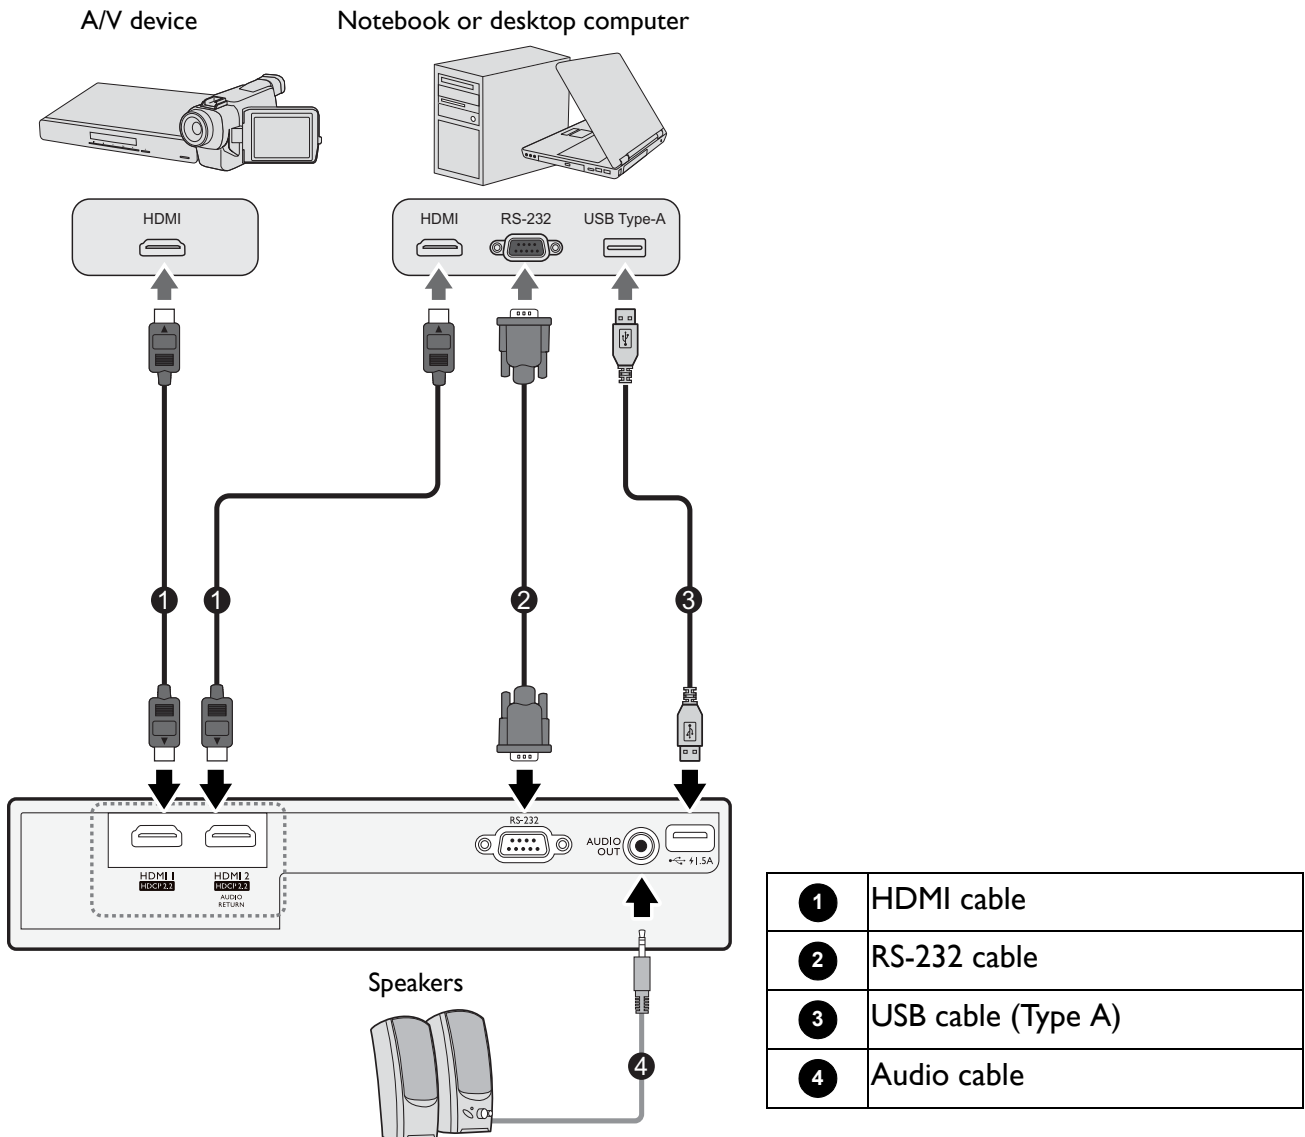 A/V device
Notebook or desktop computer
HDMI
HDMI RS-232 USB Type-A
1 1 2 3
RS-232
AUDIO
OUT
1.5A
HDMI 1
HDCP 2.2
HDMI 2
HDCP 2.2
AUDIO
RETURN
Speakers
4
1 HDMI cable
2 RS-232 cable
3 USB cable (Type A)
4 Audio cable